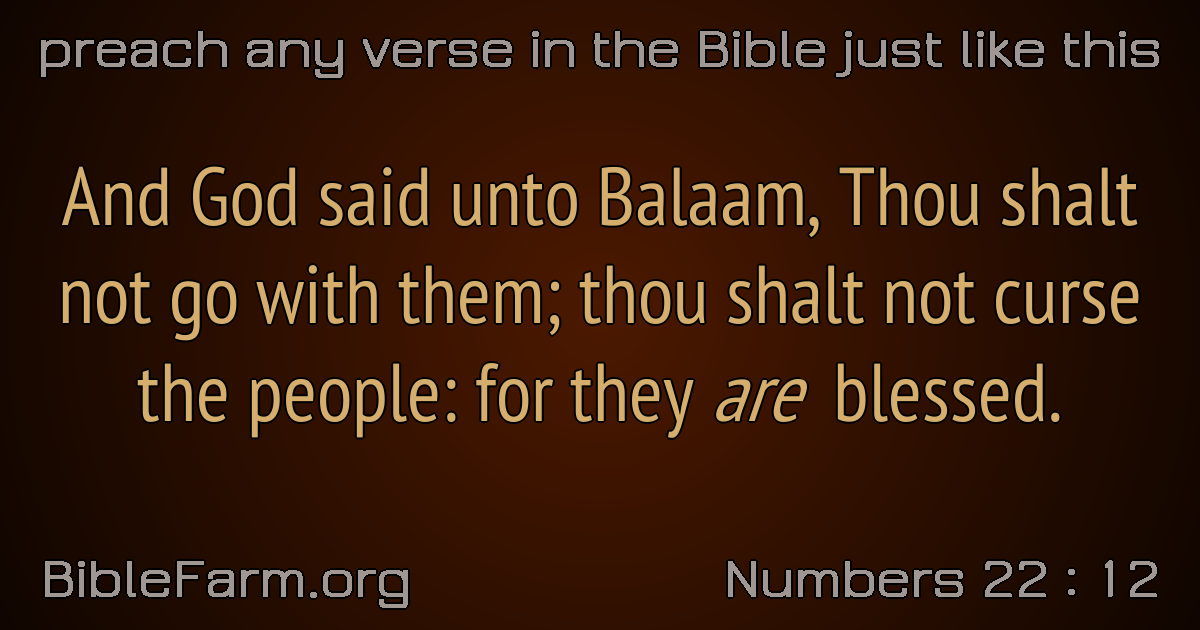 preach any verse in the Bible just like this
And God said unto Balaam, Thou shalt
not go with them; thou shalt not curse
the people: for they are blessed.
BibleFarm.org
Numbers 22 : 12